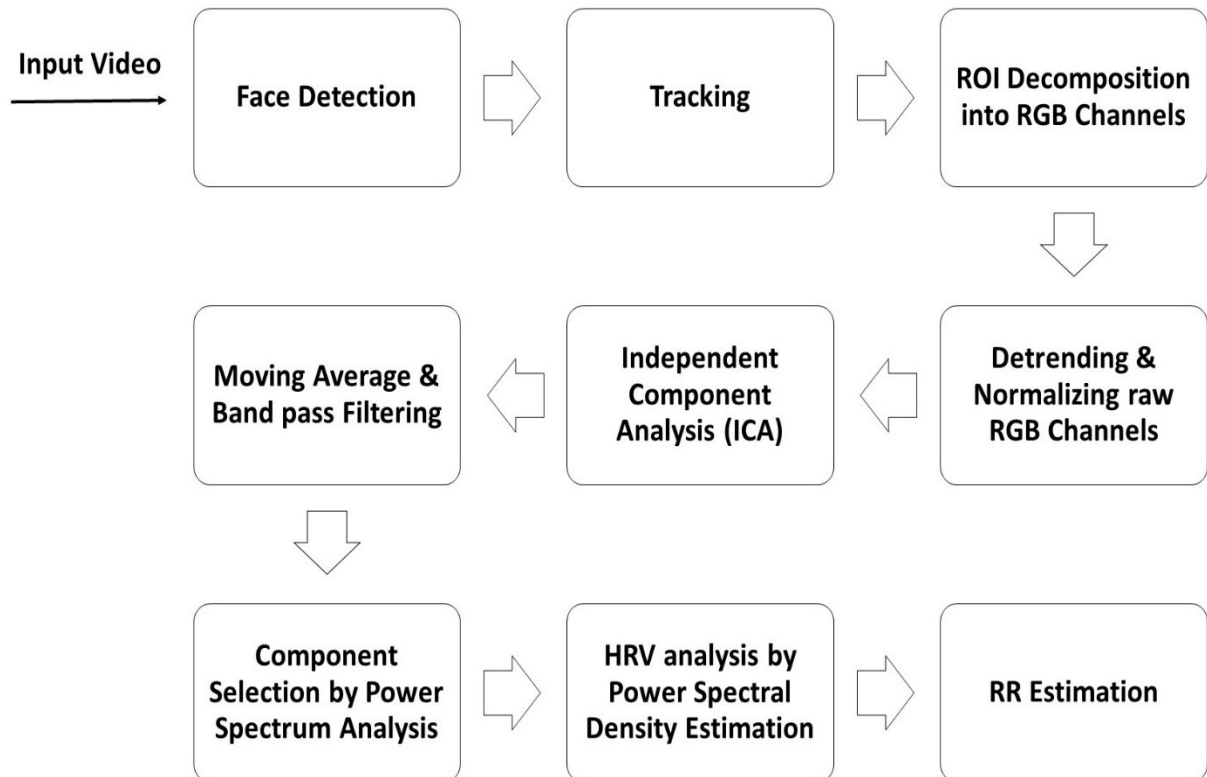 Input Video
Face Detection
Tracking
ROI Decomposition
into RGB Channels
Detrending &
Normalizing raw
RGB Channels
Independent
Component
Analysis (ICA)
Moving Average &
Band pass Filtering
Component
Selection by Power
Spectrum Analysis
HRV analysis by
Power Spectral
Density Estimation
RR Estimation